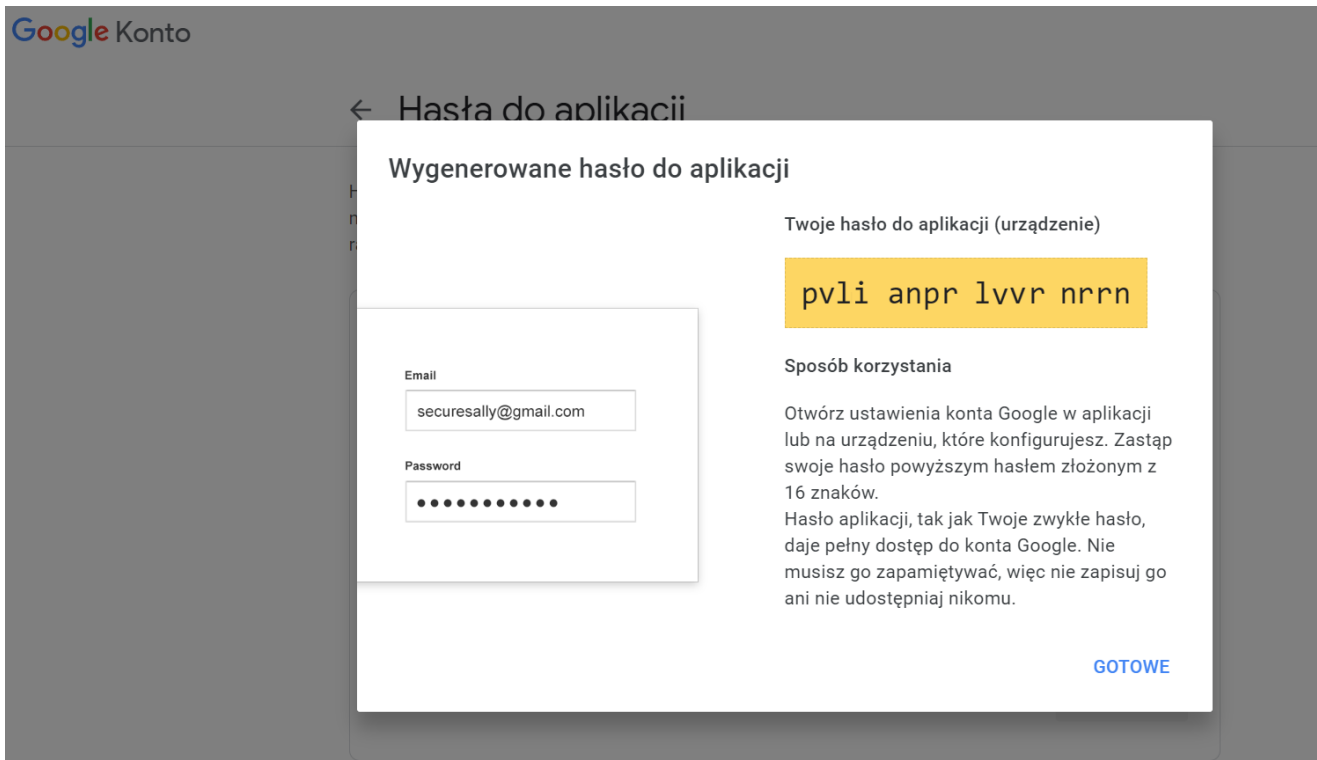 Google Konto
← Hasła do aplikacji
Wygenerowane hasło do aplikacji
Twoje hasło do aplikacji (urządzenie)
pvli anpr lvvr nrrn
Email
securesally@gmail.com
Password
•••••••••••
Sposób korzystania
Otwórz ustawienia konta Google w aplikacji
lub na urządzeniu, które konfigurujesz. Zastąp
swoje hasło powyższym hasłem złożonym z
16 znaków.
Hasło aplikacji, tak jak Twoje zwykłe hasło,
daje pełny dostęp do konta Google. Nie
musisz go zapamiętywać, więc nie zapisuj go
ani nie udostępniaj nikomu.
GOTOWE